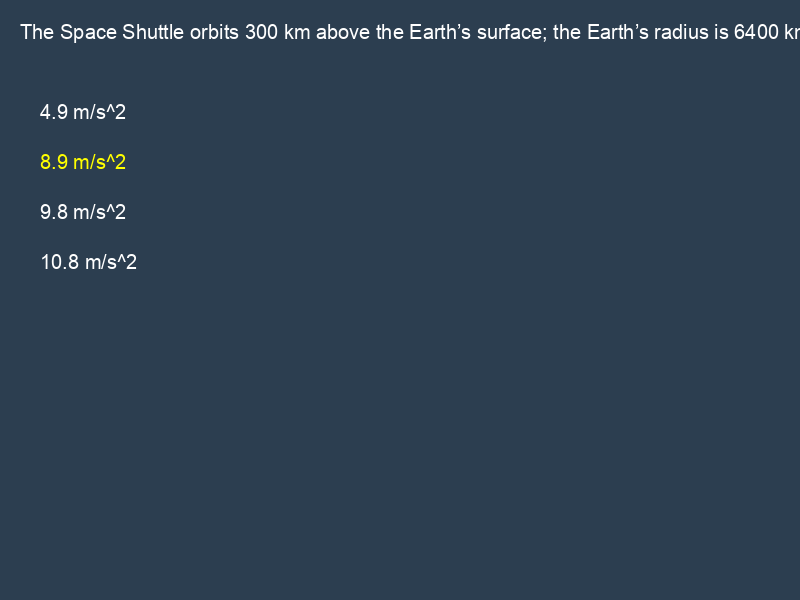 The Space Shuttle orbits 300 km above the Earth’s surface; the Earth’s radius is 6400
4.9 m/s^2
8.9 m/s^2
9.8 m/s^2
10.8 m/s^2